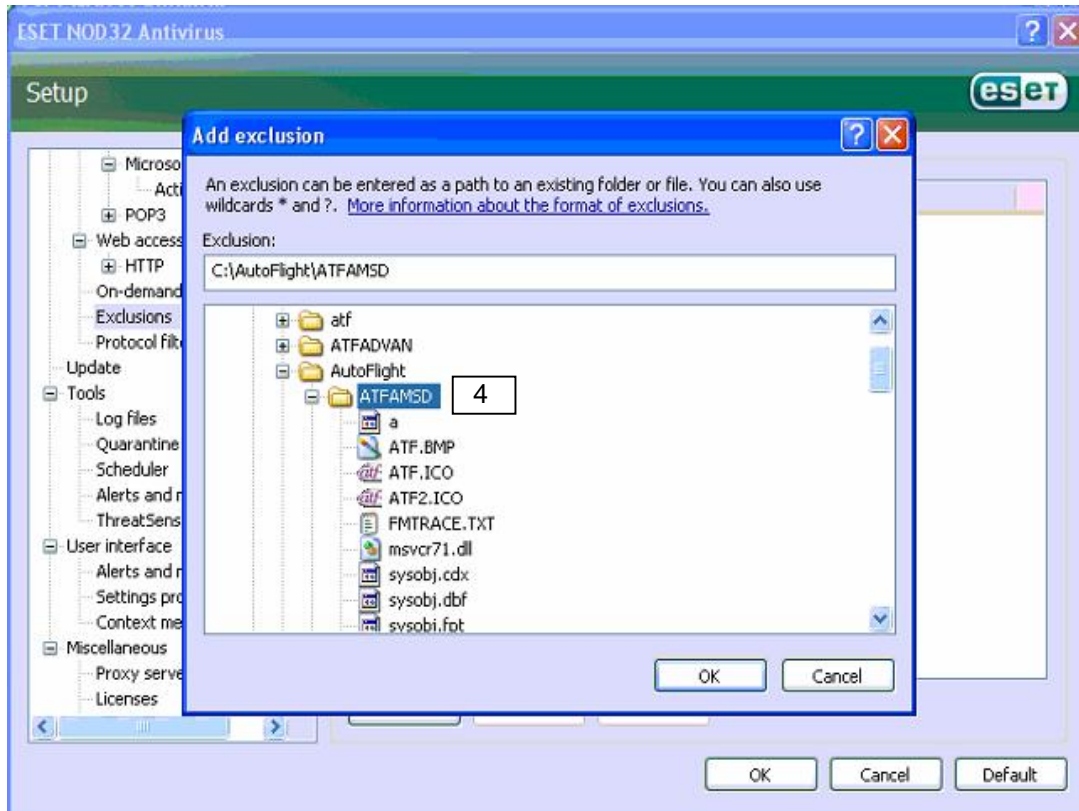 ESET NOD32 Antivirus
Setup
eseT
Add exclusion
An exclusion can be entered as a path to an existing folder or file. You can also use
wildcards * and ?. More information about the format of exclusions.
Exclusion:
C:\AutoFlight\ATFAMSD
atf
ATFADVAN
AutoFlight
ATFAMSD 4
a
ATF.BMP
ATF.ICO
ATF2.ICO
FMTRACE.TXT
msvcr71.dll
sysobj.cdx
sysobj.dbf
sysobj.fpt
OK Cancel
Microso
Acti
POP3
Web access
HTTP
On-demand
Exclusions
Protocol filt
Update
Tools
Log files
Quarantine
Scheduler
Alerts and r
ThreatSens
User interface
Alerts and r
Settings pro
Context me
Miscellaneous
Proxy serve
Licenses
OK Cancel Default